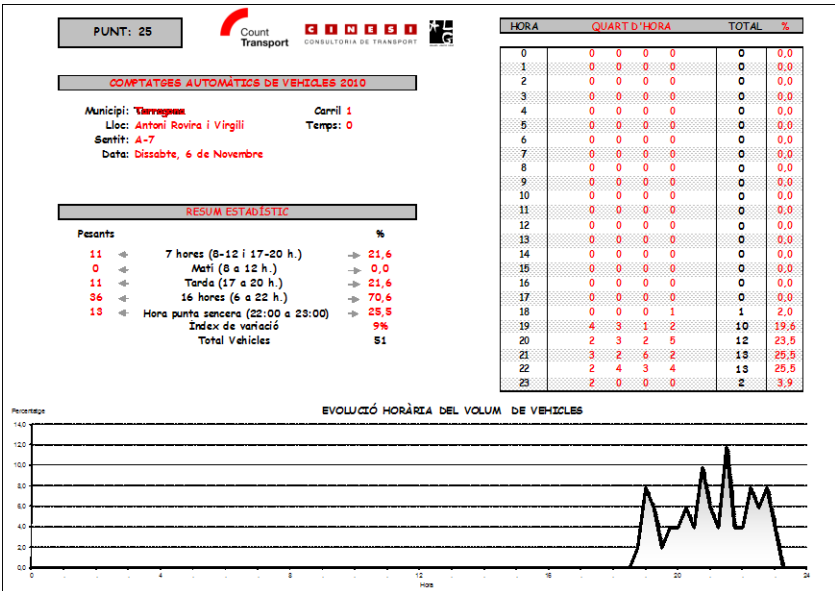 PUNT: 25
Count
Transport
CINESI
CONSULTORIA DE TRANSPORT
COMPTATGES AUTOMÀTICS DE VEHICLES 2010
Municipi: Tarragona Carril 1
Lloc: Antoni Rovira i Virgili Temps: 0
Sentit: A-7
Data: Dissabte, 6 de Novembre
RESUM ESTADÍSTIC
Pesants %
11 7 hores (8-12 i 17-20 h.) 21,6
0 Matí (8 a 12 h.) 0,0
11 Tarda (17 a 20 h.) 21,6
36 16 hores (6 a 22 h.) 70,6
13 Hora punta sencera (22:00 a 23:00) 25,5
Índex de variació 9%
Total Vehicles 51
HORA QUART D'HORA TOTAL %
0 0 0 0 0 0 0,0
1 0 0 0 0 0 0,0
2 0 0 0 0 0 0,0
3 0 0 0 0 0 0,0
4 0 0 0 0 0 0,0
5 0 0 0 0 0 0,0
6 0 0 0 0 0 0,0
7 0 0 0 0 0 0,0
8 0 0 0 0 0 0,0
9 0 0 0 0 0 0,0
10 0 0 0 0 0 0,0
11 0 0 0 0 0 0,0
12 0 0 0 0 0 0,0
13 0 0 0 0 0 0,0
14 0 0 0 0 0 0,0
15 0 0 0 0 0 0,0
16 0 0 0 0 0 0,0
17 0 0 0 0 0 0,0
18 0 0 0 1 1 2,0
19 4 3 1 2 10 19,6
20 2 3 2 5 12 23,5
21 3 2 6 2 13 25,5
22 2 4 3 4 13 25,5
23 2 0 0 0 2 3,9
EVOLUCIÓ HORÀRIA DEL VOLUM DE VEHICLES
Percentatge
14,0
12,0
10,0
8,0
6,0
4,0
2,0
0,0
0 4 8 12 16 20 24
Hora